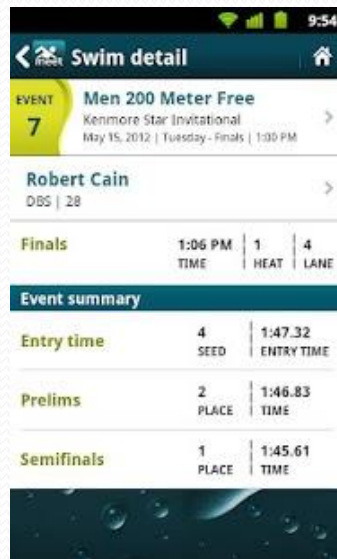 9:54
meet Swim detail
EVENT
7
Men 200 Meter Free
Kenmore Star Invitational
May 15, 2012 | Tuesday - Finals | 1:00 PM
Robert Cain
DBS | 28
Finals 1:06 PM 1 4
TIME HEAT LANE
Event summary
Entry time 4 1:47.32
SEED ENTRY TIME
Prelims 2 1:46.83
PLACE TIME
Semifinals 1 1:45.61
PLACE TIME